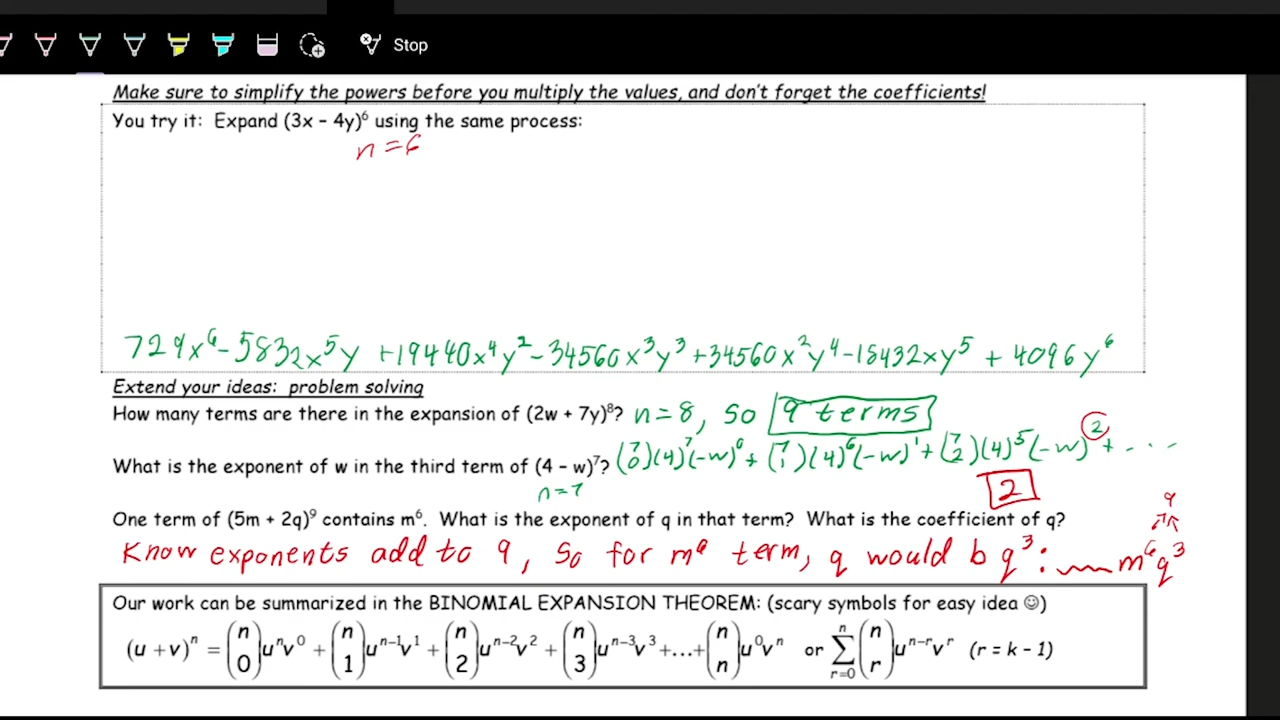 Stop
Make sure to simplify the powers before you multiply the values, and don't forget the coefficients!
You try it: Expand (3x – 4y)⁶ using the same process:
n = 6
729x⁶ - 5832x⁵y + 19440x⁴y² - 34560x³y³ + 34560x²y⁴ - 18432xy⁵ + 4096y⁶
Extend your ideas: problem solving
How many terms are there in the expansion of (2w + 7y)⁸? n = 8, so 9 terms
What is the exponent of w in the third term of (4 – w)⁷? (7 0)(4)⁷(-w)⁰ + (7 1)(4)⁶(-w)¹ + (7 2)(4)⁵(-w)² + ....
n = 7
2
One term of (5m + 2q)⁹ contains m⁶. What is the exponent of q in that term? What is the coefficient of q?
9
Know exponents add to 9, so for m⁶ term, q would b q³: __ m⁶q³
Our work can be summarized in the BINOMIAL EXPANSION THEOREM: (scary symbols for easy idea ☺)
(u + v)ⁿ = (n 0)uⁿv⁰ + (n 1)uⁿ⁻¹v¹ + (n 2)uⁿ⁻²v² + (n 3)uⁿ⁻³v³ +...+ (n n)u⁰vⁿ or n ∑ r=0 (n r)uⁿ⁻ʳvʳ (r = k - 1)